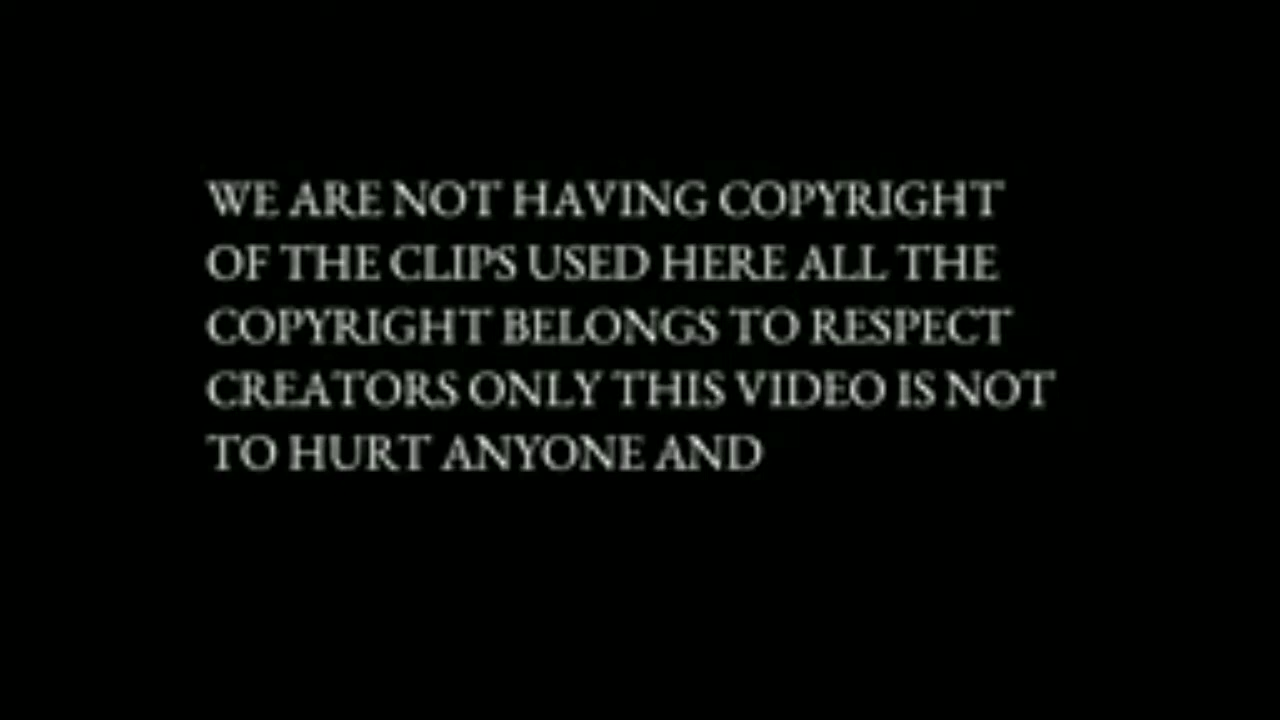 WE ARE NOT HAVING COPYRIGHT
OF THE CLIPS USED HERE ALL THE
COPYRIGHT BELONGS TO RESPECT
CREATORS ONLY THIS VIDEO IS NOT
TO HURT ANYONE AND